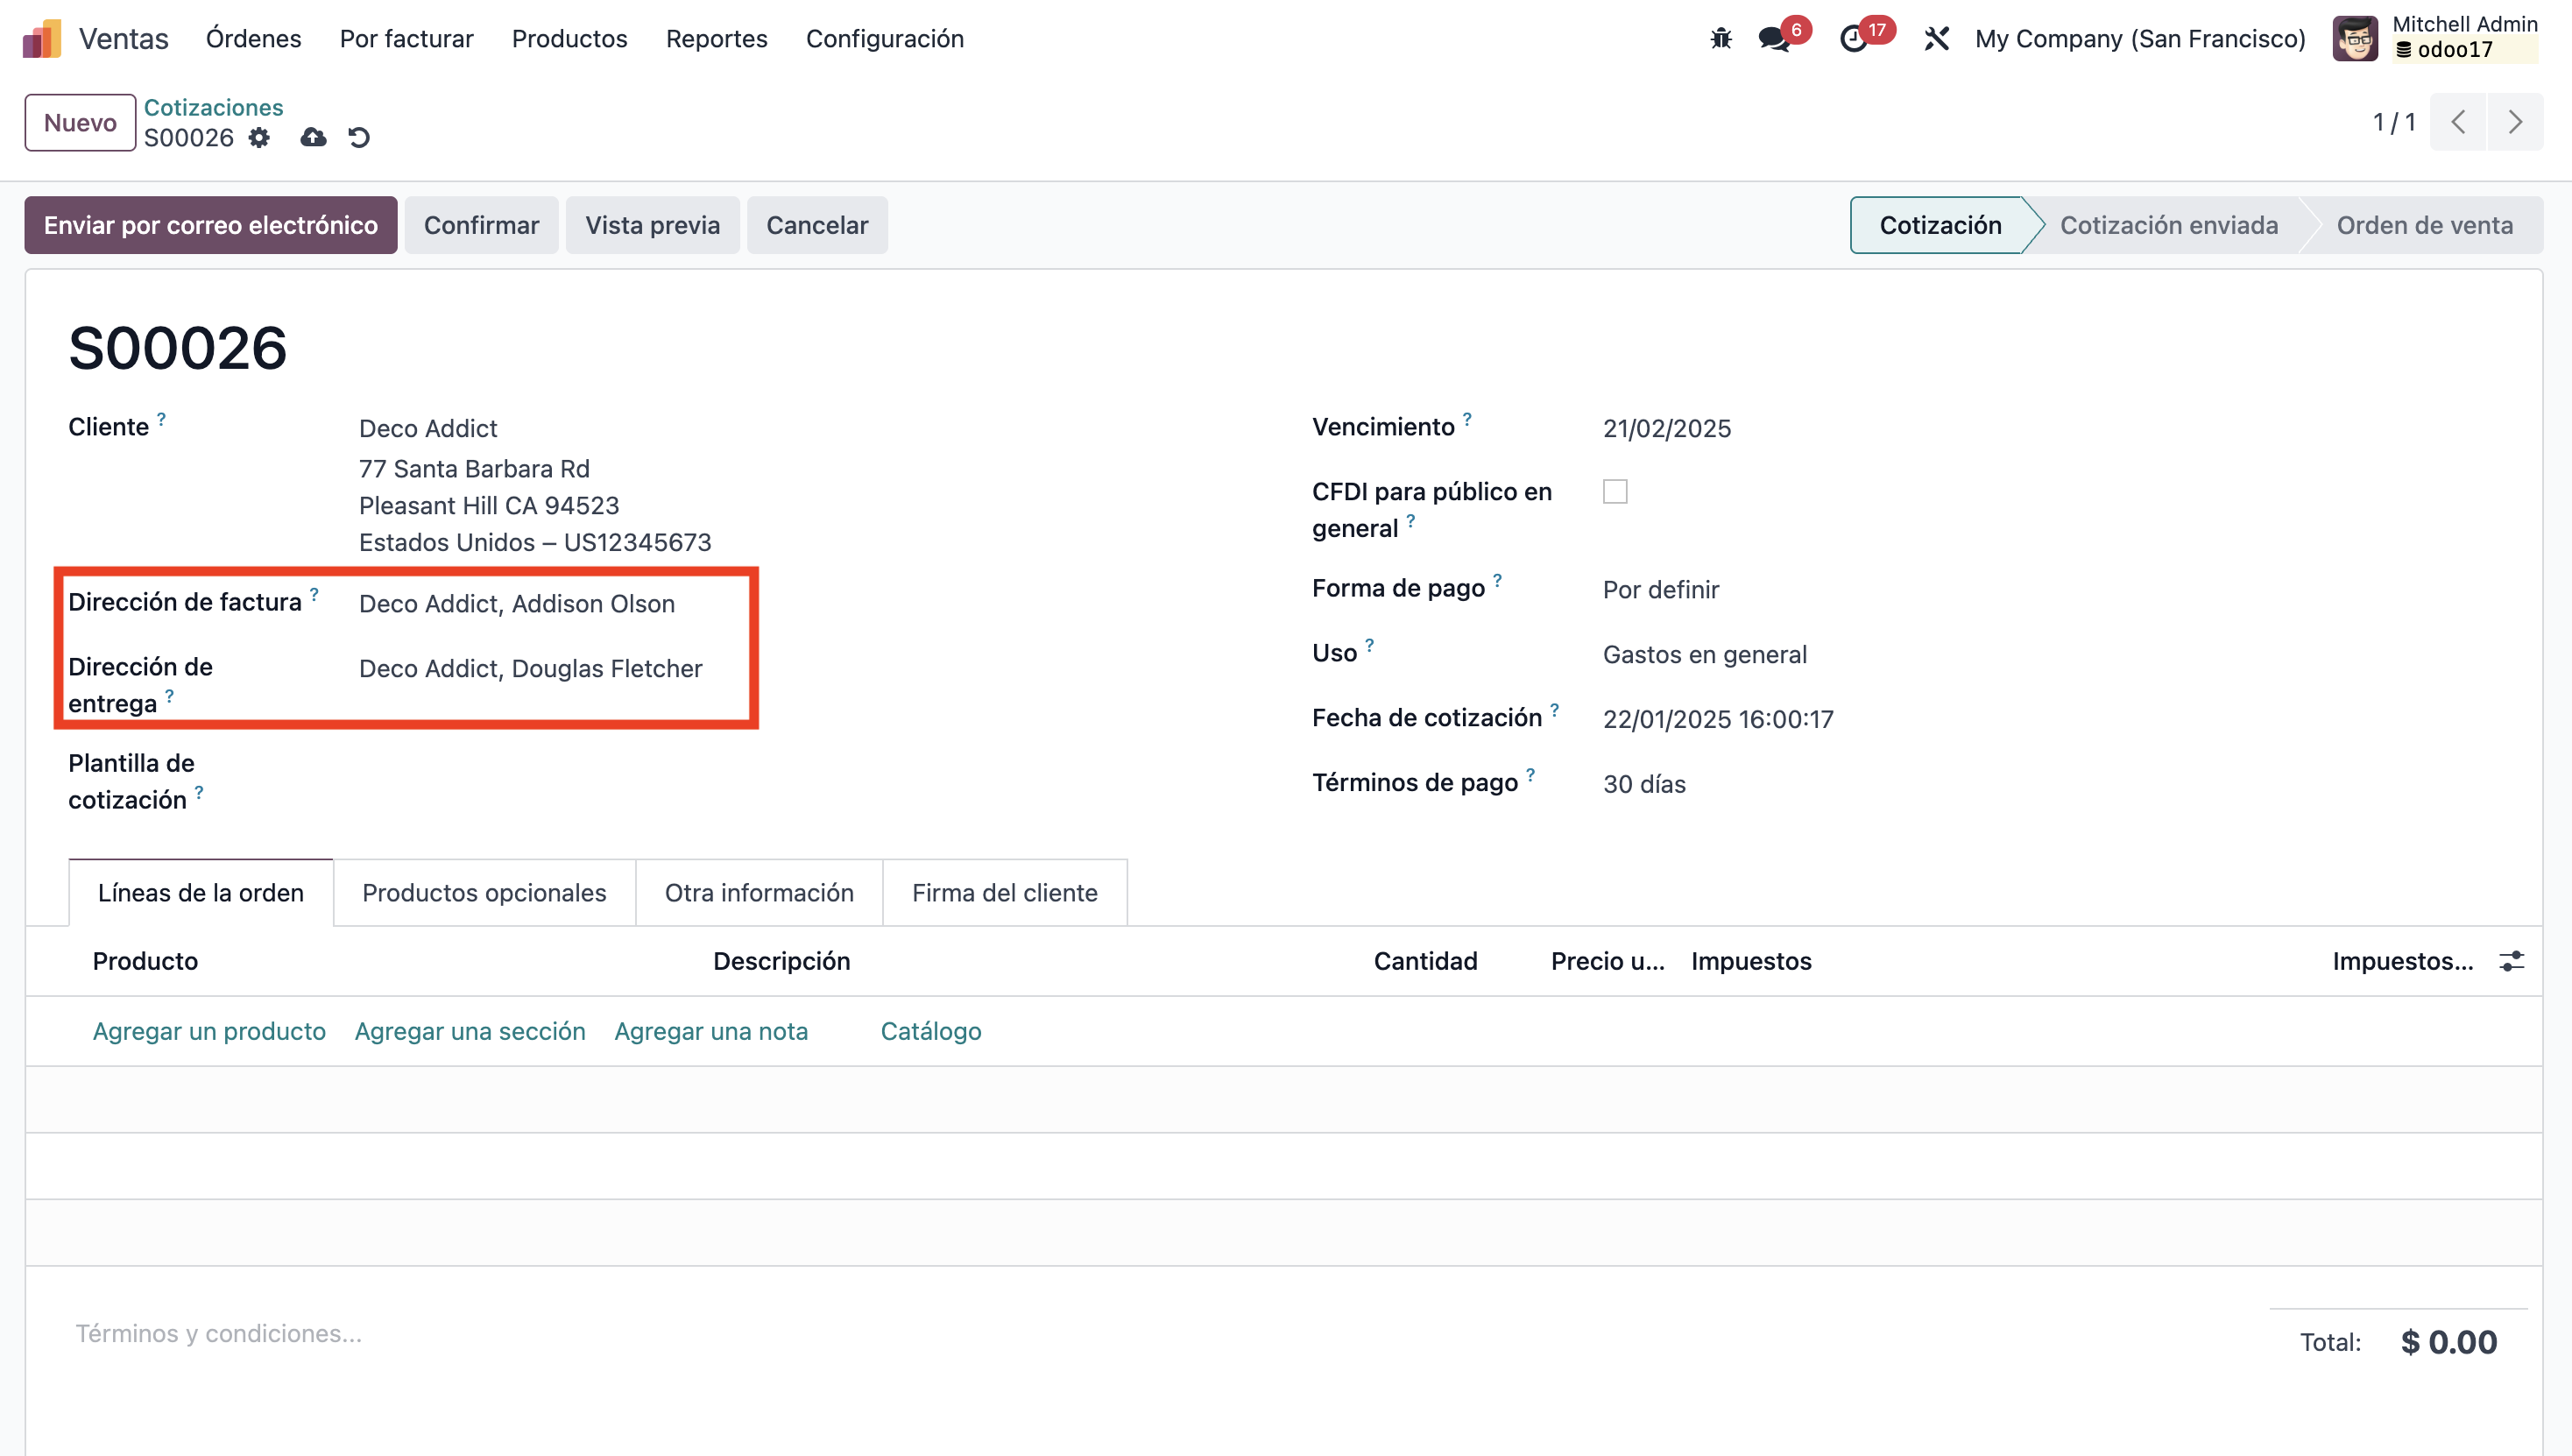 Ventas Órdenes Por facturar Productos Reportes Configuración 6 17 My Company (San Francisco) Mitchell Admin
odoo17
Nuevo Cotizaciones
S00026
1 / 1
Enviar por correo electrónico Confirmar Vista previa Cancelar Cotización Cotización enviada Orden de venta
S00026
Cliente ? Deco Addict
77 Santa Barbara Rd
Pleasant Hill CA 94523
Estados Unidos – US12345673
Dirección de factura ? Deco Addict, Addison Olson
Dirección de
entrega ? Deco Addict, Douglas Fletcher
Plantilla de
cotización ?
Vencimiento ? 21/02/2025
CFDI para público en
general ?
Forma de pago ? Por definir
Uso ? Gastos en general
Fecha de cotización ? 22/01/2025 16:00:17
Términos de pago ? 30 días
Líneas de la orden Productos opcionales Otra información Firma del cliente
Producto Descripción Cantidad Precio u... Impuestos Impuestos...
Agregar un producto Agregar una sección Agregar una nota Catálogo
Términos y condiciones...
Total: $ 0.00